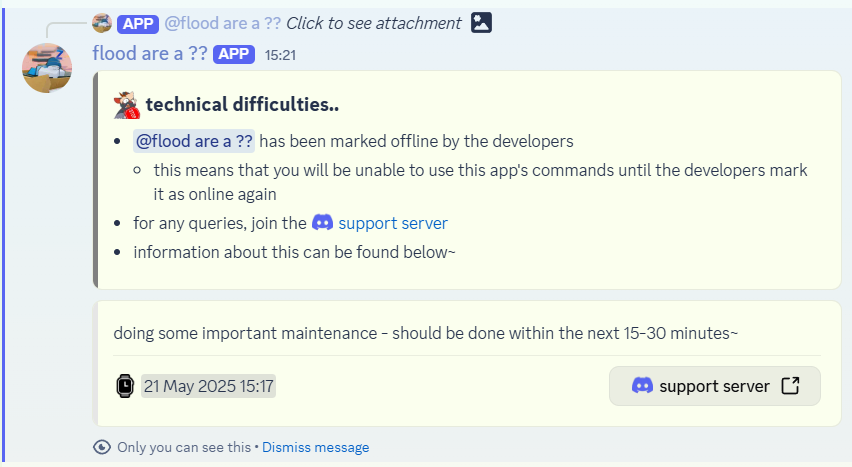 APP @flood are a ?? Click to see attachment
flood are a ?? APP 15:21
technical difficulties..
@flood are a ?? has been marked offline by the developers
this means that you will be unable to use this app's commands until the developers mark
it as online again
for any queries, join the support server
information about this can be found below~
doing some important maintenance - should be done within the next 15-30 minutes~
21 May 2025 15:17
support server
Only you can see this • Dismiss message